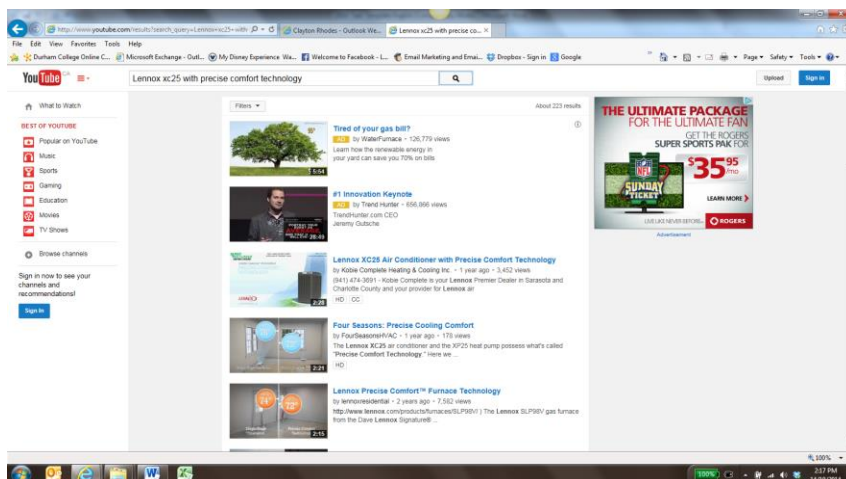 http://www.youtube.com/results?search_query=Lennox+xc25+with
Clayton Rhodes - Outlook We...
Lennox xc25 with precise co...
File Edit View Favorites Tools Help
Durham College Online C...
Microsoft Exchange - Outl...
My Disney Experience Wa...
Welcome to Facebook - L...
Email Marketing and Emai...
Dropbox - Sign in
Google
Page Safety Tools
YouTube CA
Lennox xc25 with precise comfort technology
Upload
Sign in
What to Watch
BEST OF YOUTUBE
Popular on YouTube
Music
Sports
Gaming
Education
Movies
TV Shows
Browse channels
Sign in now to see your
channels and
recommendations!
Sign In
Filters
About 223 results
Tired of your gas bill?
AD by WaterFurnace • 126,779 views
Learn how the renewable energy in
your yard can save you 70% on bills
5:54
#1 Innovation Keynote
AD by Trend Hunter • 656,866 views
TrendHunter.com CEO
Jeremy Gutsche
Lennox XC25 Air Conditioner with Precise Comfort Technology
by Kobie Complete Heating & Cooling Inc. • 1 year ago • 3,452 views
(941) 474-3691 - Kobie Complete is your Lennox Premier Dealer in Sarasota and
Charlotte County and your provider for Lennox air
HD CC
2:28
Four Seasons: Precise Cooling Comfort
by FourSeasonsHVAC • 1 year ago • 178 views
The Lennox XC25 air conditioner and the XP25 heat pump possess what's called
"Precise Comfort Technology." Here we ...
HD
2:21
Lennox Precise Comfort™ Furnace Technology
by lennoxresidential • 2 years ago • 7,582 views
http://www.lennox.com/products/furnaces/SLP98V/ ) The Lennox SLP98V gas furnace
from the Dave Lennox Signature® ...
2:15
THE ULTIMATE PACKAGE
FOR THE ULTIMATE FAN
GET THE ROGERS
SUPER SPORTS PAK FOR
$35 95 /mo
NFL
SUNDAY
TICKET
LEARN MORE
LIVE LIKE NEVER BEFORE...
ROGERS
Advertisement
100%
100%
2:17 PM